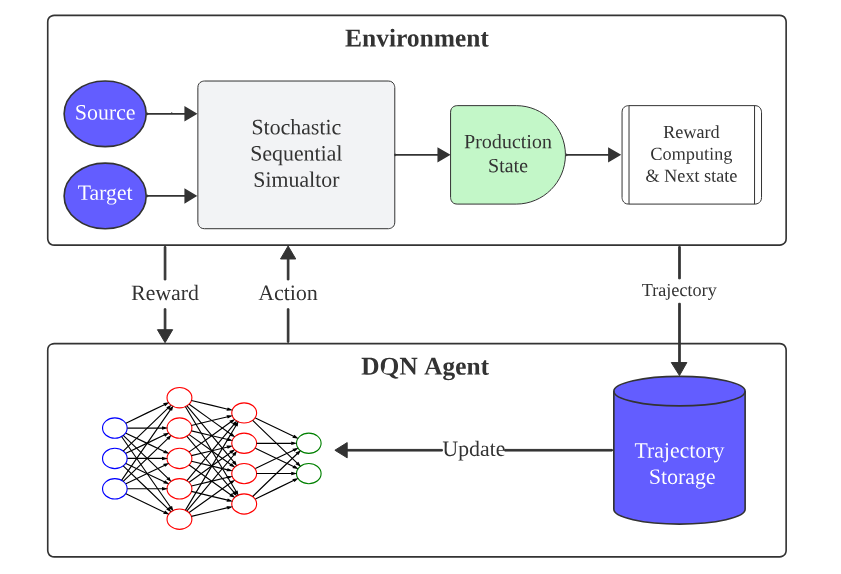 Environment
Source
Target
Stochastic
Sequential
Simualtor
Production
State
Reward
Computing
& Next state
Reward
Action
Trajectory
DQN Agent
Update
Trajectory
Storage